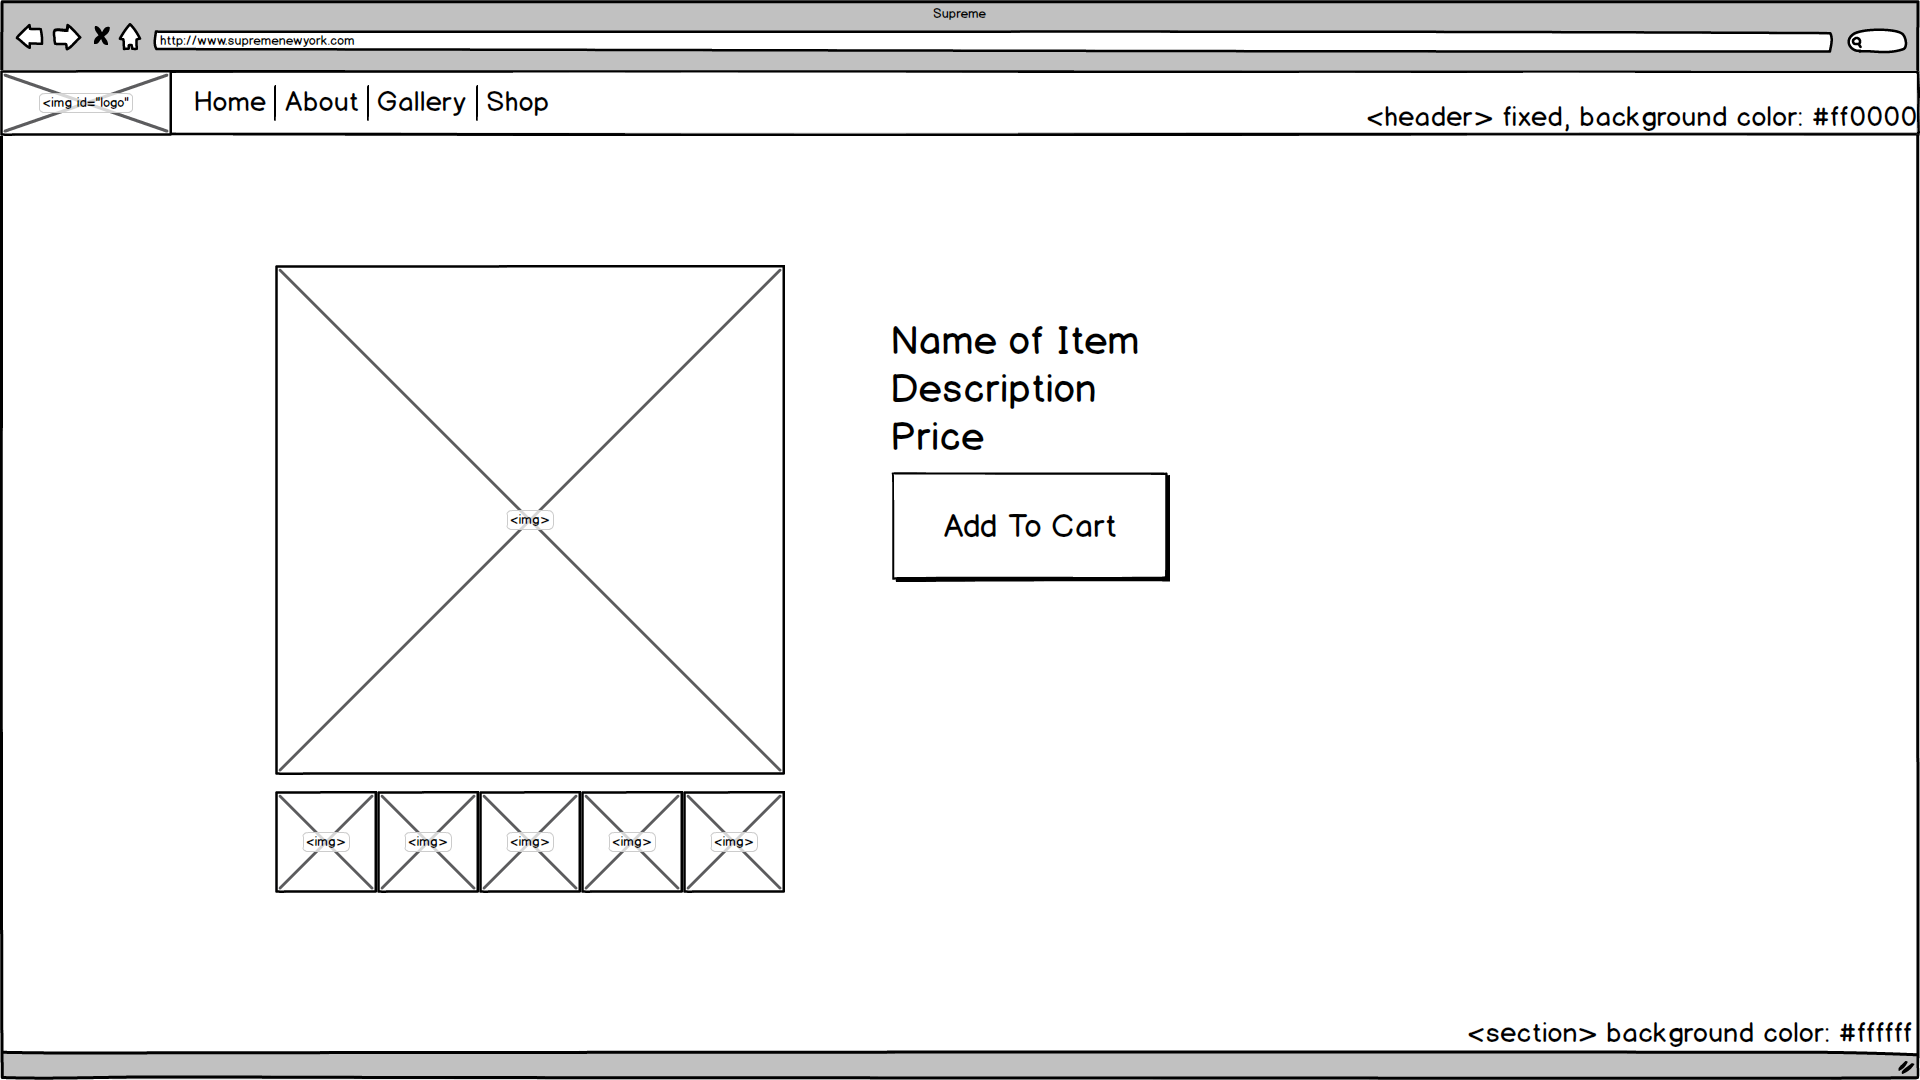 Supreme
http://www.supremenewyork.com
<img id="logo"
Home About Gallery Shop
<header> fixed, background color: #ff0000
Name of Item
Description
Price
<img>
Add To Cart
<img> <img> <img> <img> <img>
<section> background color: #ffffff